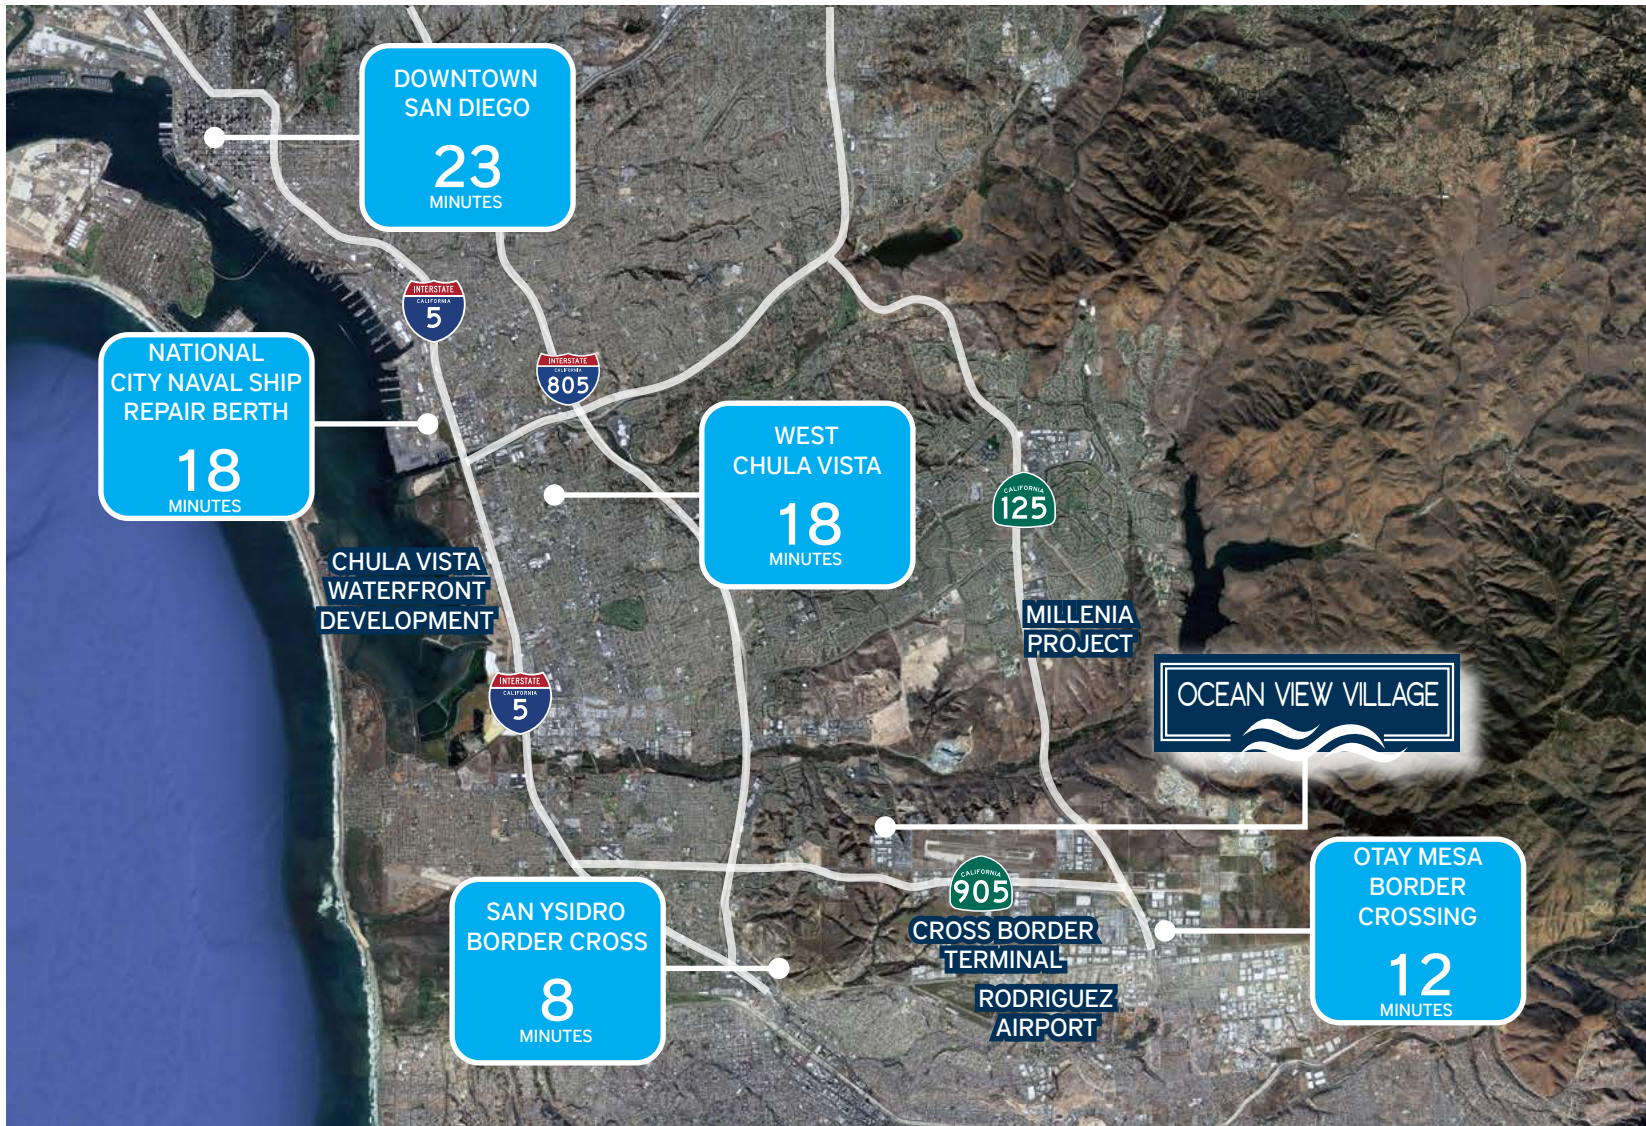 DOWNTOWN
SAN DIEGO
23
MINUTES
INTERSTATE
CALIFORNIA
5
NATIONAL
CITY NAVAL SHIP
REPAIR BERTH
18
MINUTES
INTERSTATE
CALIFORNIA
805
WEST
CHULA VISTA
18
MINUTES
CALIFORNIA
125
CHULA VISTA
WATERFRONT
DEVELOPMENT
MILLENIA
PROJECT
INTERSTATE
CALIFORNIA
5
OCEAN VIEW VILLAGE
CALIFORNIA
905
SAN YSIDRO
BORDER CROSS
8
MINUTES
CROSS BORDER
TERMINAL
RODRIGUEZ
AIRPORT
OTAY MESA
BORDER
CROSSING
12
MINUTES